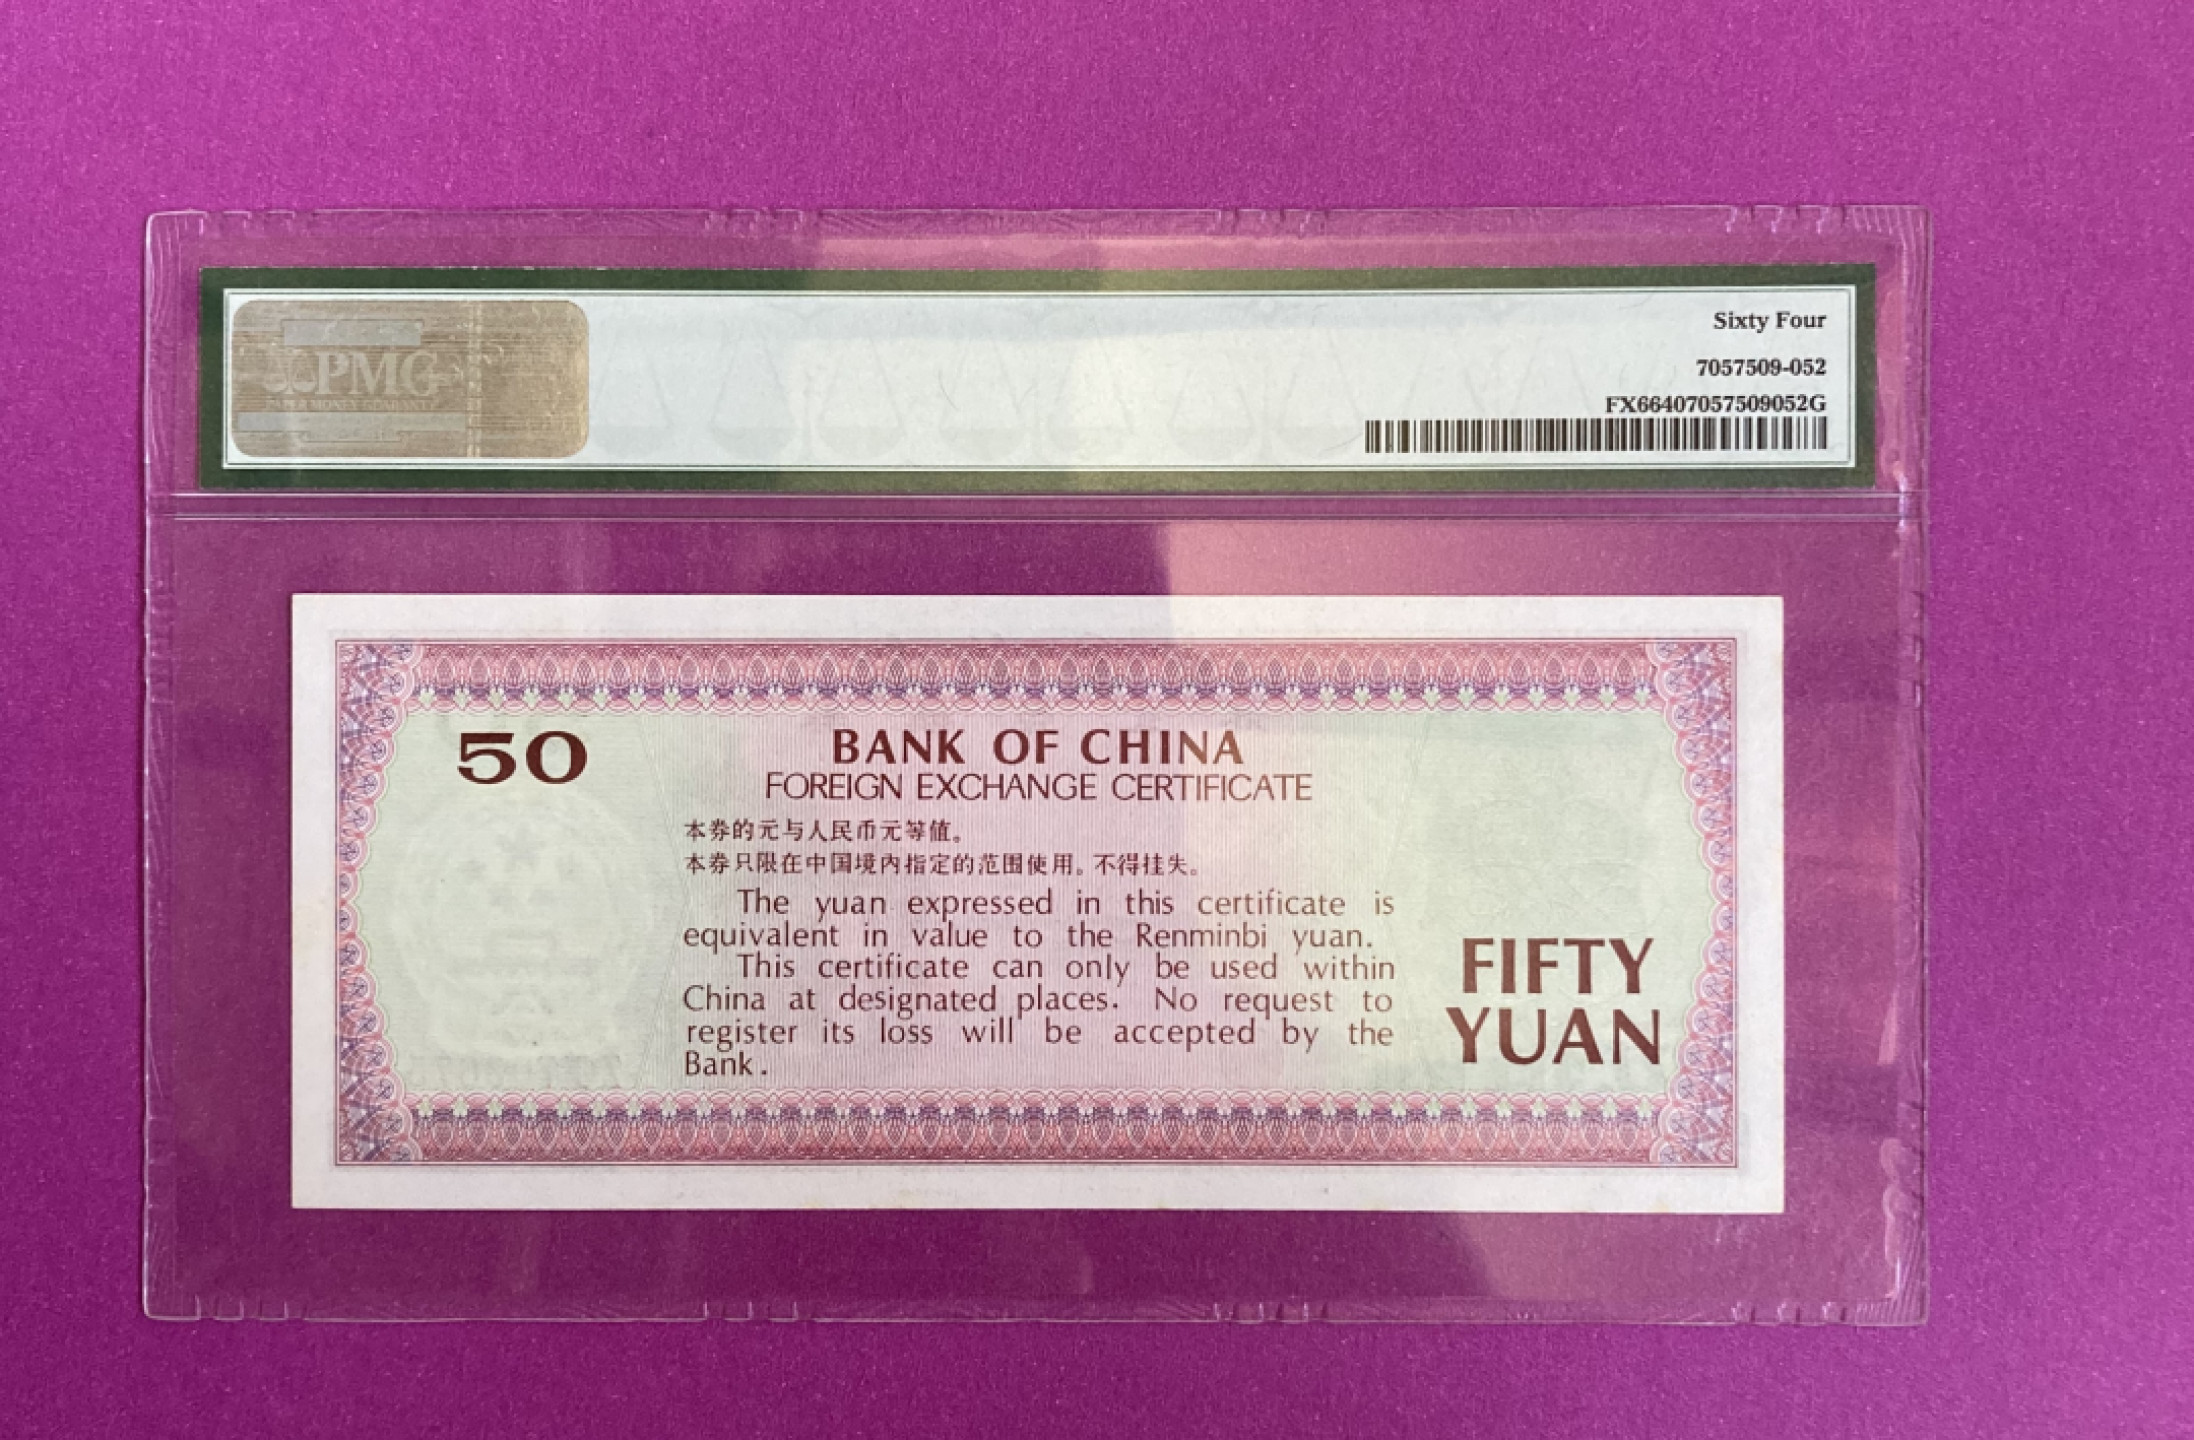 Sixty Four
PMG
PAPER MONEY GUARANTY
7057509-052
FX66407057509052G
50
BANK OF CHINA
FOREIGN EXCHANGE CERTIFICATE
本券的元与人民币元等值。
本券只限在中国境内指定的范围使用。不得挂失。
The yuan expressed in this certificate is
equivalent in value to the Renminbi yuan.
This certificate can only be used within
China at designated places. No request to
register its loss will be accepted by the
Bank.
FIFTY
YUAN